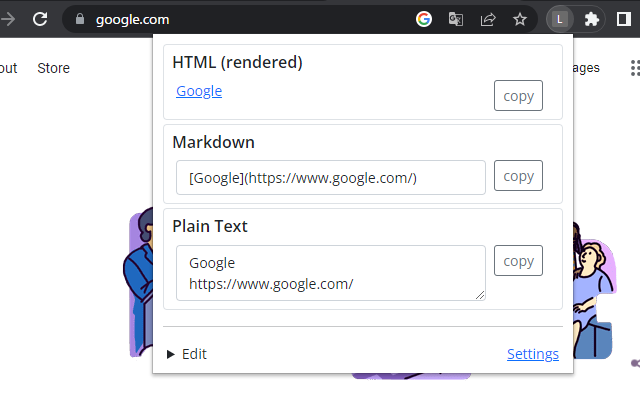 google.com
L
out
Store
ages
HTML (rendered)
Google
copy
Markdown
[Google](https://www.google.com/)
copy
Plain Text
Google
https://www.google.com/
copy
Edit
Settings